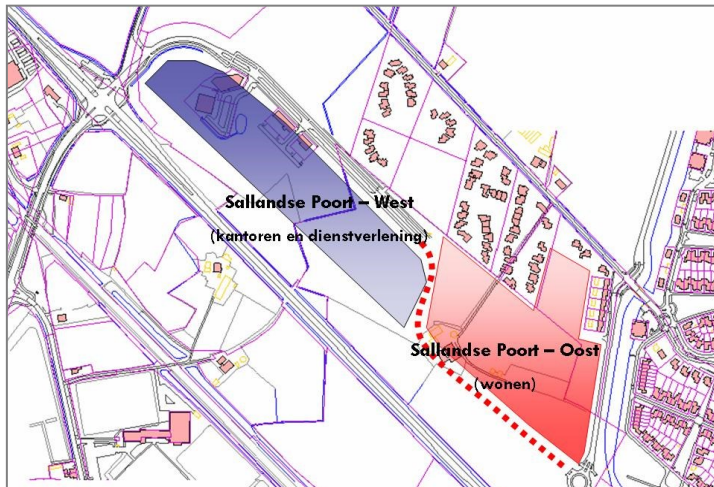 Sallandse Poort – West
(kantoren en dienstverlening)
Sallandse Poort – Oost
(wonen)